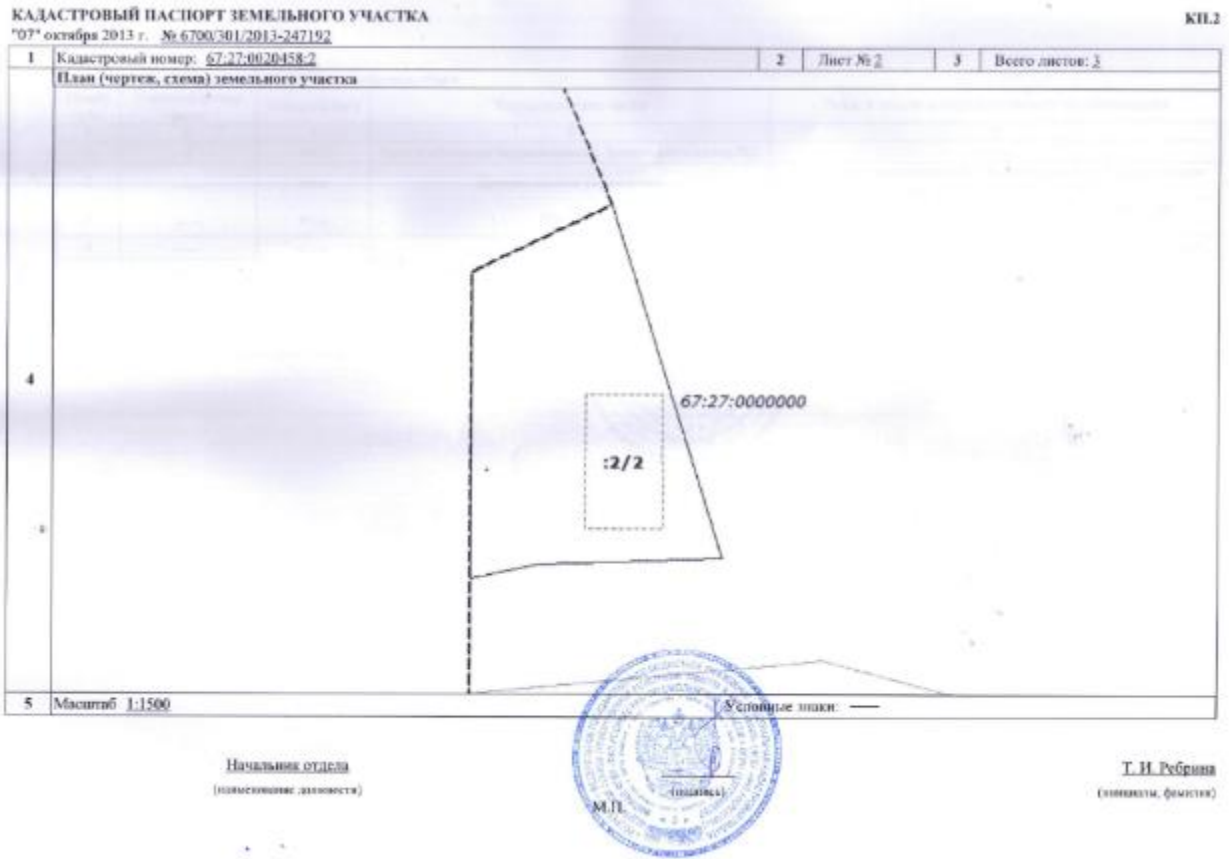 КАДАСТРОВЫЙ ПАСПОРТ ЗЕМЕЛЬНОГО УЧАСТКА
КП.2
"07" октября 2013 г. № 6700/301/2013-247192
1 Кадастровый номер: 67:27:0020458:2 2 Лист № 2 3 Всего листов: 3
План (чертеж, схема) земельного участка
4
67:27:0000000
:2/2
5 Масштаб 1:1500 Условные знаки: —
Начальник отдела Т. И. Ребрина
(наименование должности) (подпись) (инициалы, фамилия)
М.П.